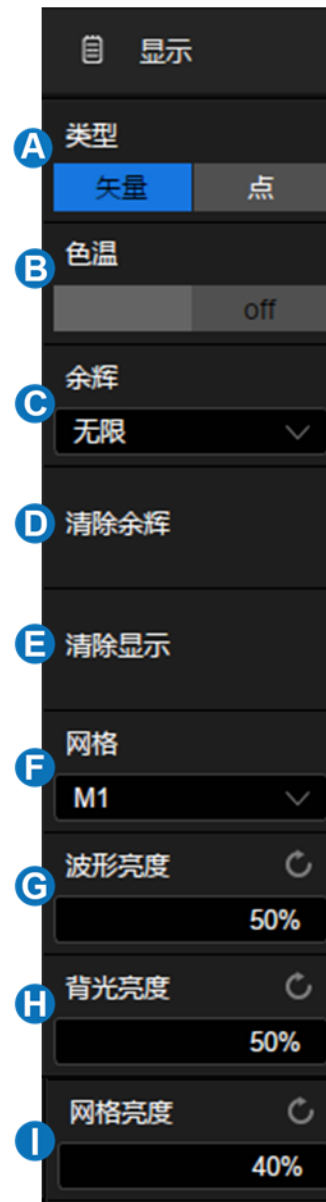 显示
A
类型
矢量 点
B
色温
off
C
余辉
无限
D
清除余辉
E
清除显示
F
网格
M1
G
波形亮度
50%
H
背光亮度
50%
I
网格亮度
40%